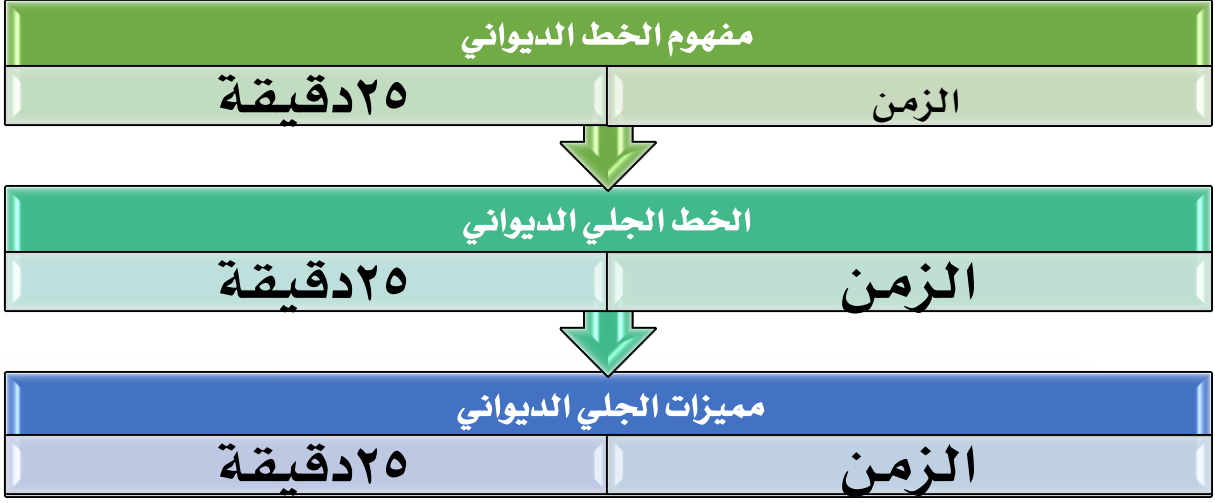 مفهوم الخط الديواني
الزمن ٢٥دقيقة
الخط الجلي الديواني
الزمن ٢٥دقيقة
مميزات الجلي الديواني
الزمن ٢٥دقيقة